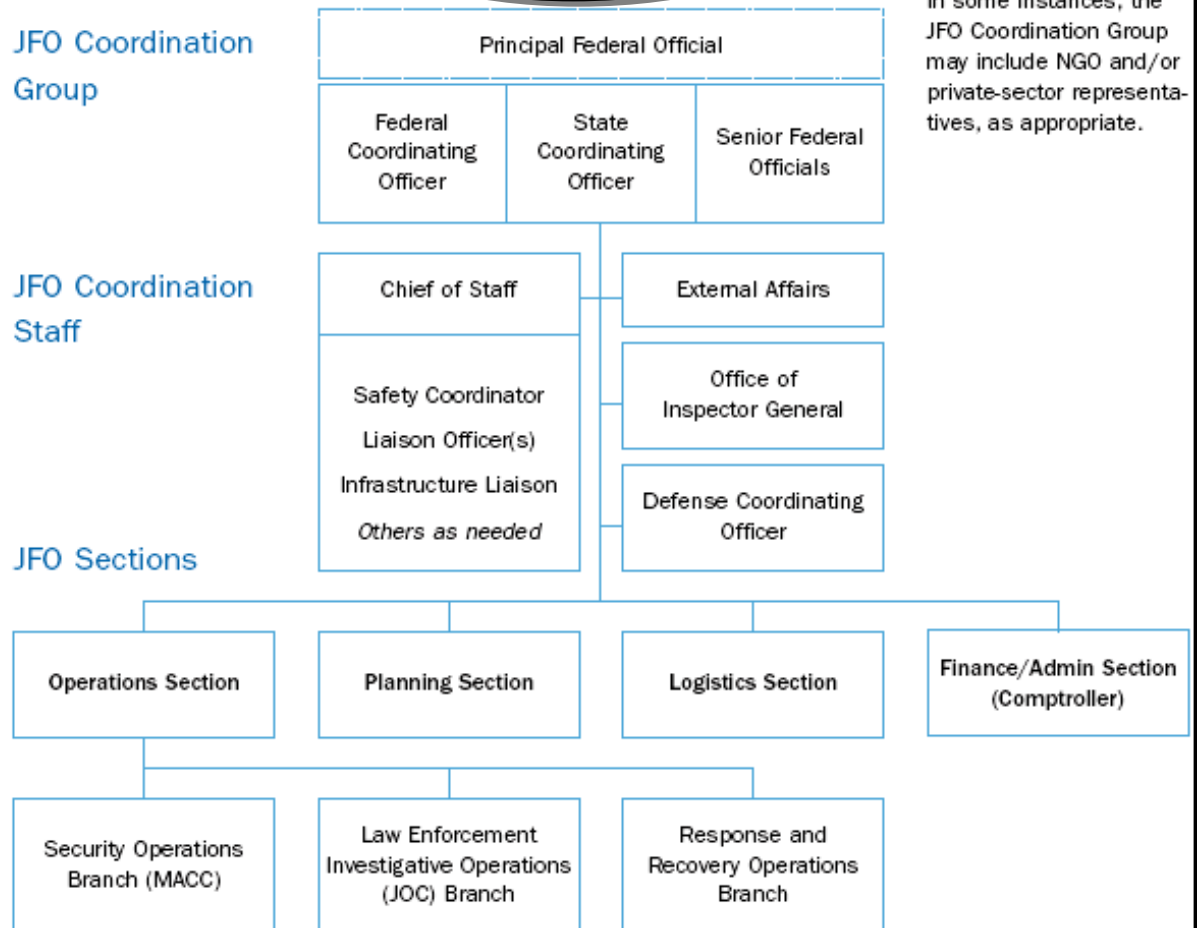 In some instances, the
JFO Coordination Group
may include NGO and/or
private-sector representa-
tives, as appropriate.
JFO Coordination
Group
Principal Federal Official
Federal
Coordinating
Officer
State
Coordinating
Officer
Senior Federal
Officials
JFO Coordination
Staff
Chief of Staff
Safety Coordinator
Liaison Officer(s)
Infrastructure Liaison
Others as needed
External Affairs
Office of
Inspector General
Defense Coordinating
Officer
JFO Sections
Operations Section
Planning Section
Logistics Section
Finance/Admin Section
(Comptroller)
Security Operations
Branch (MACC)
Law Enforcement
Investigative Operations
(JOC) Branch
Response and
Recovery Operations
Branch